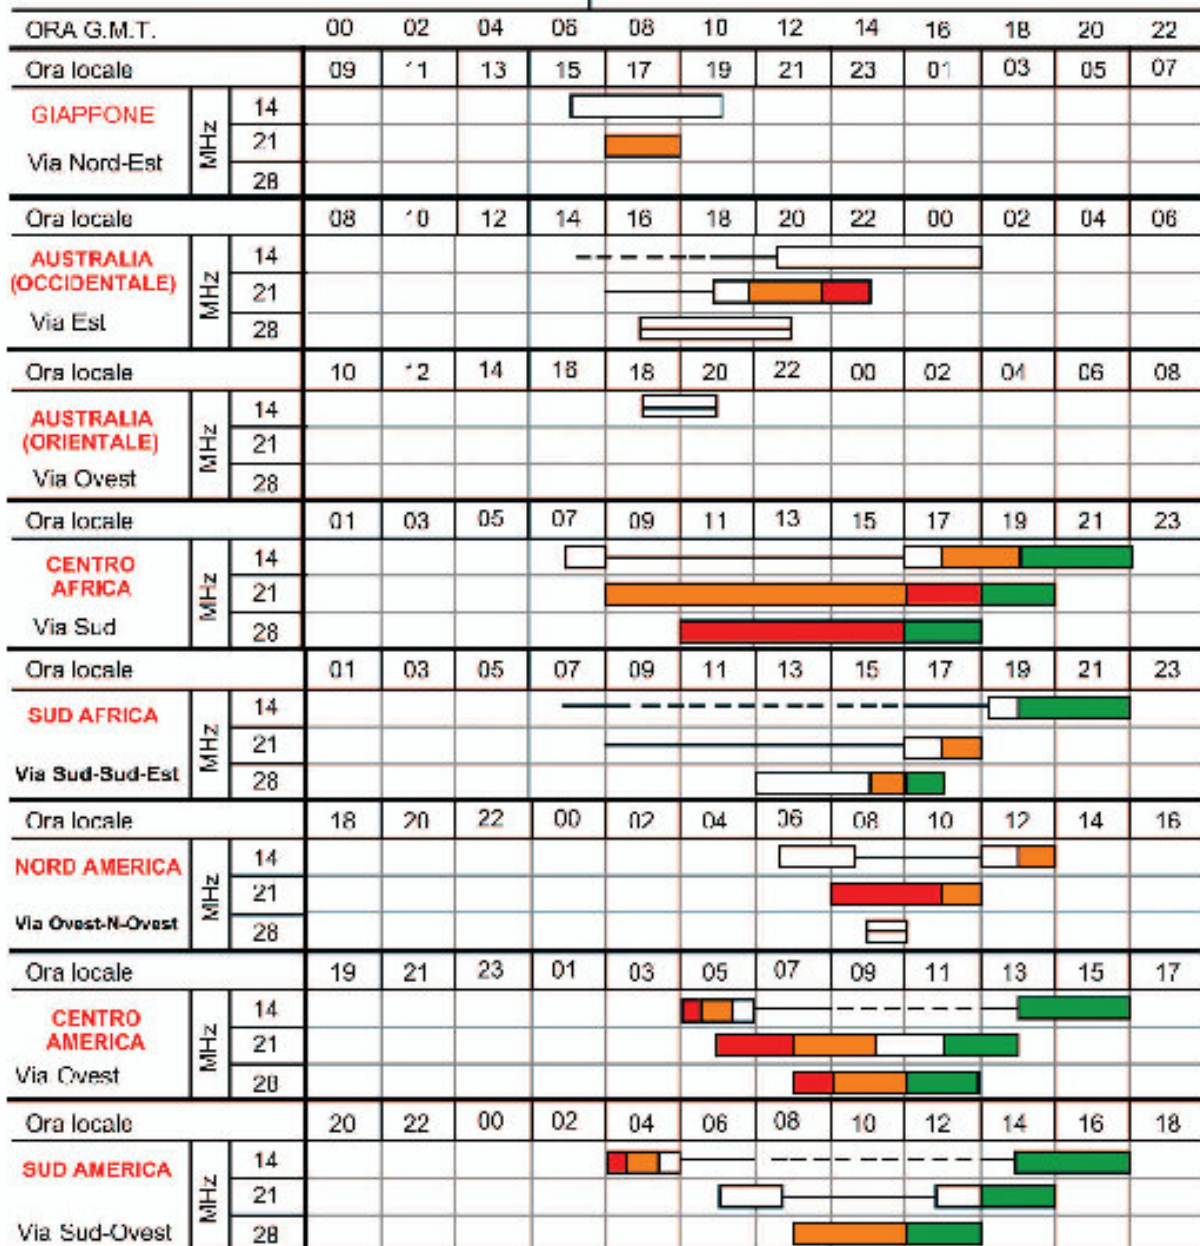 ORA G.M.T. 00 02 04 06 08 10 12 14 16 18 20 22
Ora locale 09 11 13 15 17 19 21 23 01 03 05 07
GIAPFONE
Via Nord-Est
MHz
14
21
28
Ora locale 08 10 12 14 16 18 20 22 00 02 04 06
AUSTRALIA
(OCCIDENTALE)
Via Est
MHz
14
21
28
Ora locale 10 12 14 16 18 20 22 00 02 04 06 08
AUSTRALIA
(ORIENTALE)
Via Ovest
MHz
14
21
28
Ora locale 01 03 05 07 09 11 13 15 17 19 21 23
CENTRO
AFRICA
Via Sud
MHz
14
21
28
Ora locale 01 03 05 07 09 11 13 15 17 19 21 23
SUD AFRICA
Via Sud-Sud-Est
MHz
14
21
28
Ora locale 18 20 22 00 02 04 06 08 10 12 14 16
NORD AMERICA
Via Ovest-N-Ovest
MHz
14
21
28
Ora locale 19 21 23 01 03 05 07 09 11 13 15 17
CENTRO
AMERICA
Via Ovest
MHz
14
21
28
Ora locale 20 22 00 02 04 06 08 10 12 14 16 18
SUD AMERICA
Via Sud-Ovest
MHz
14
21
28